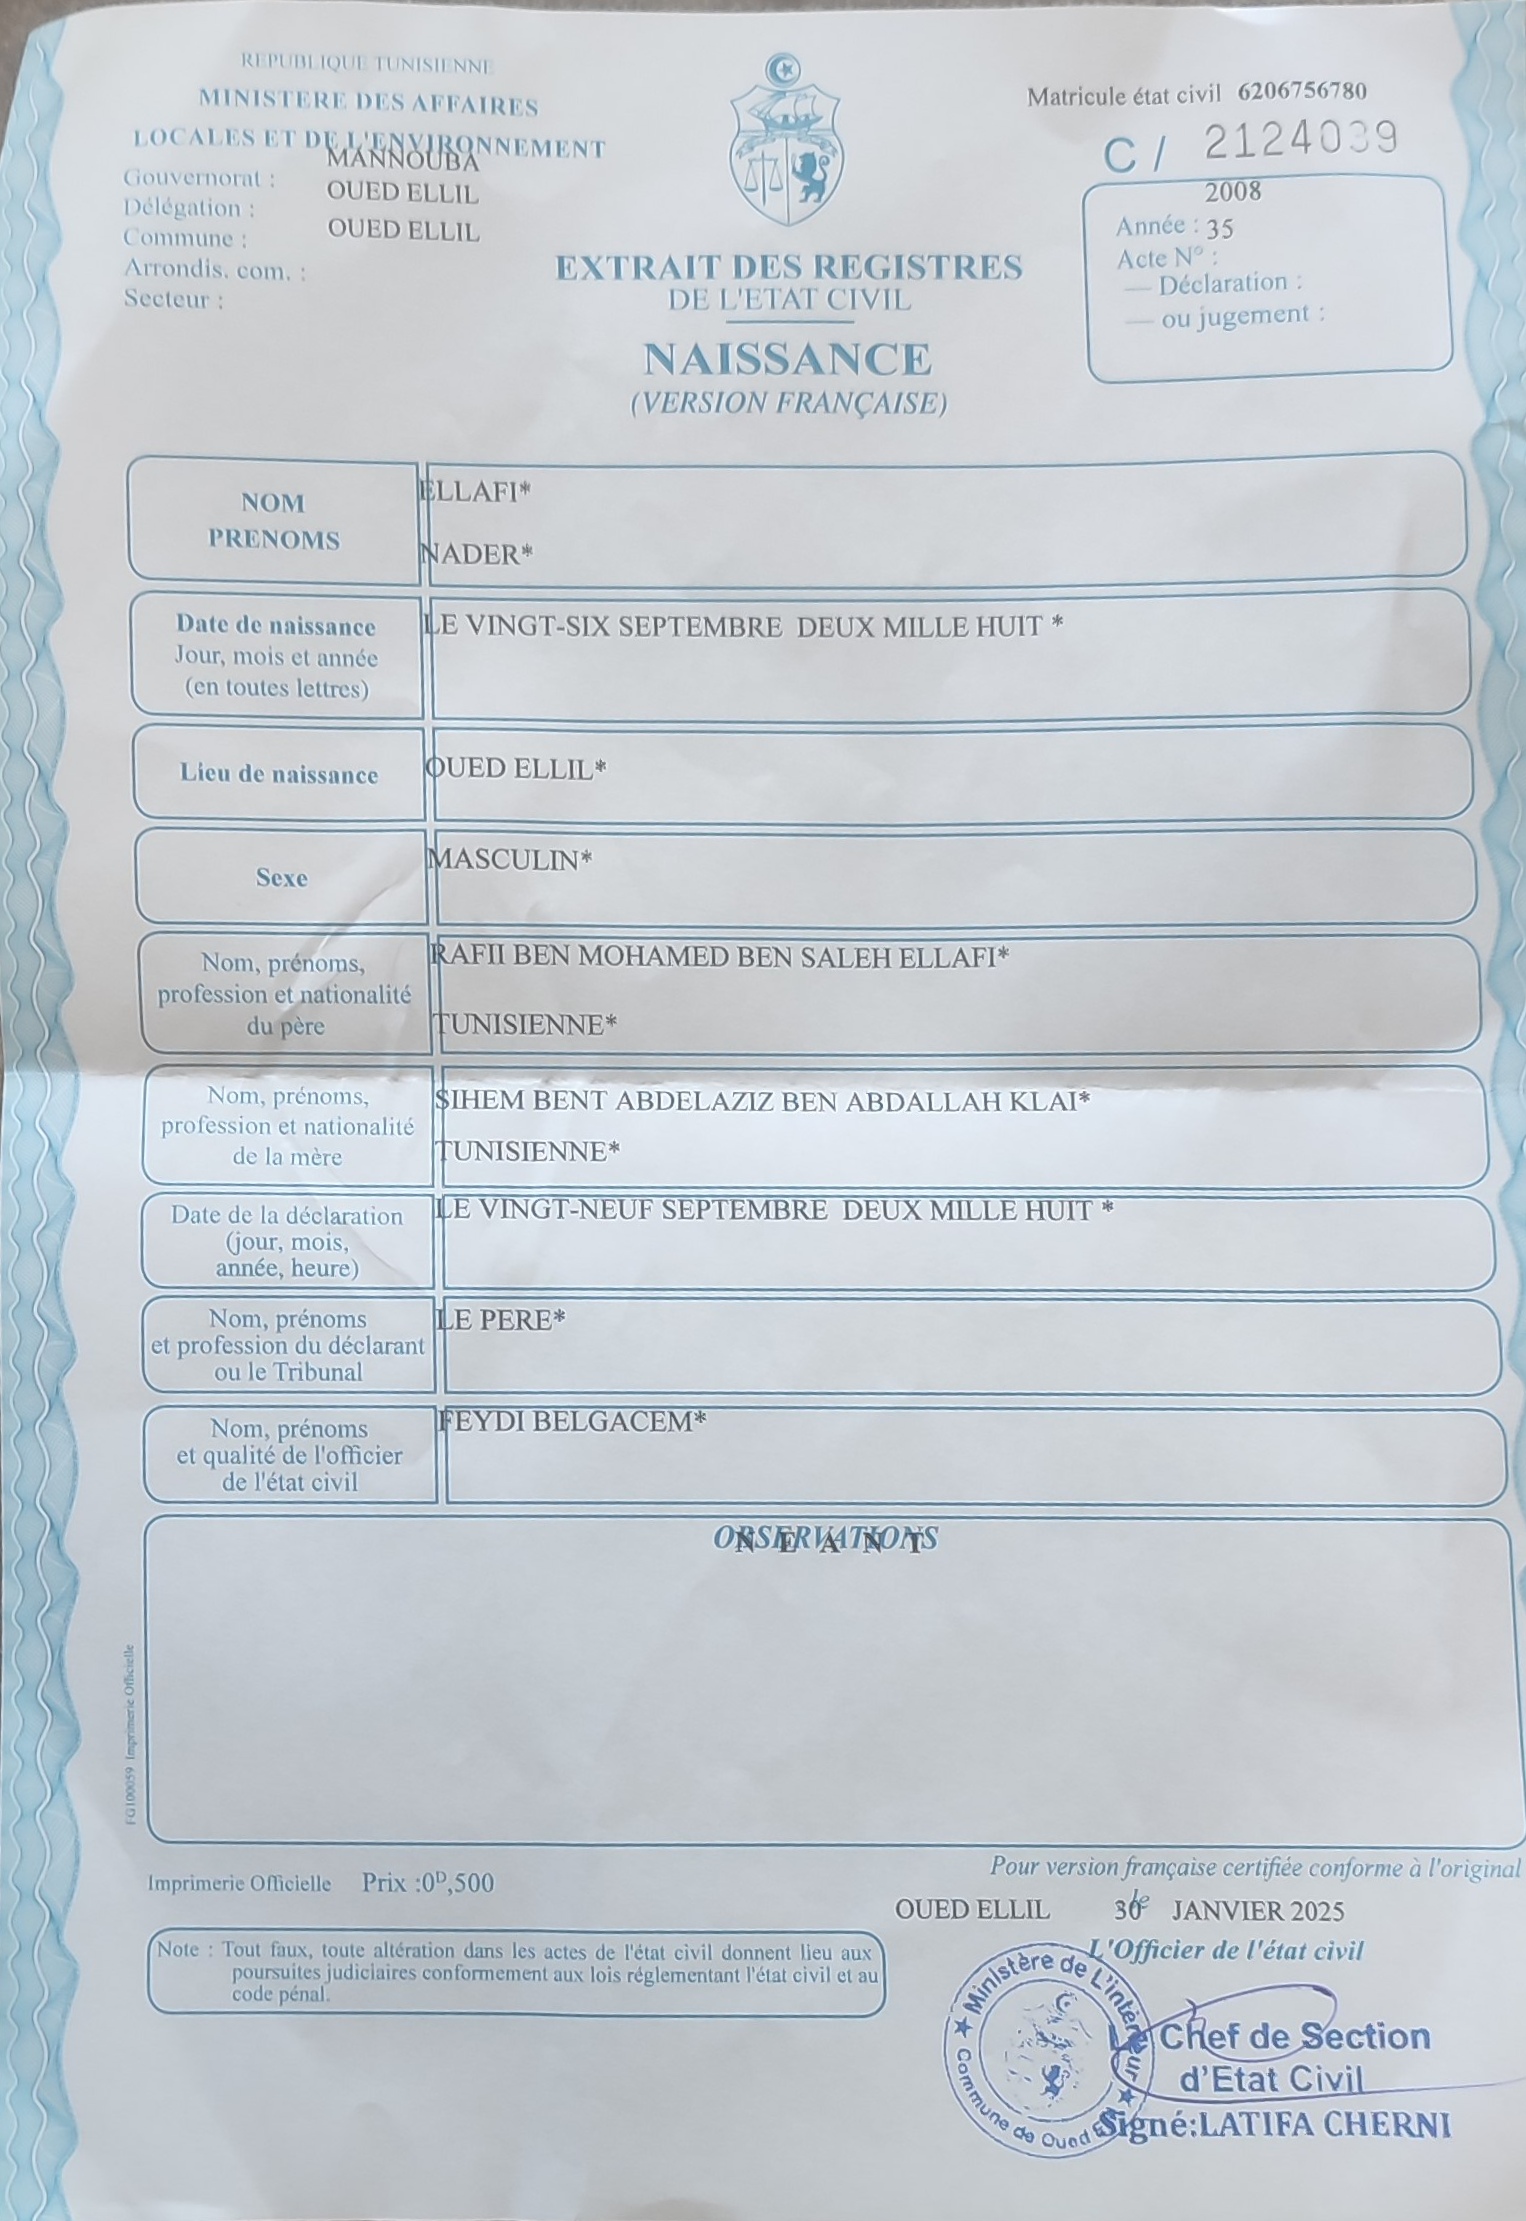 REPUBLIQUE TUNISIENNE
MINISTERE DES AFFAIRES
LOCALES ET DE L'ENVIRONNEMENT
Gouvernorat : MANNOUBA
Délégation : OUED ELLIL
Commune : OUED ELLIL
Arrondis. com. :
Secteur :
Matricule état civil 6206756780
C / 2124039
2008
Année : 35
Acte N° :
— Déclaration :
— ou jugement :
EXTRAIT DES REGISTRES
DE L'ETAT CIVIL
NAISSANCE
(VERSION FRANÇAISE)
NOM
PRENOMS
ELLAFI*
NADER*
Date de naissance
Jour, mois et année
(en toutes lettres)
LE VINGT-SIX SEPTEMBRE DEUX MILLE HUIT *
Lieu de naissance
OUED ELLIL*
Sexe
MASCULIN*
Nom, prénoms,
profession et nationalité
du père
RAFII BEN MOHAMED BEN SALEH ELLAFI*
TUNISIENNE*
Nom, prénoms,
profession et nationalité
de la mère
SIHEM BENT ABDELAZIZ BEN ABDALLAH KLAI*
TUNISIENNE*
Date de la déclaration
(jour, mois,
année, heure)
LE VINGT-NEUF SEPTEMBRE DEUX MILLE HUIT *
Nom, prénoms
et profession du déclarant
ou le Tribunal
LE PERE*
Nom, prénoms
et qualité de l'officier
de l'état civil
FEYDI BELGACEM*
OBSERVATIONS
N E A N T
FG100059 Imprimerie Officielle
Imprimerie Officielle Prix :0D,500
Pour version française certifiée conforme à l'original
OUED ELLIL le 30 JANVIER 2025
L'Officier de l'état civil
Note : Tout faux, toute altération dans les actes de l'état civil donnent lieu aux
poursuites judiciaires conformement aux lois réglementant l'état civil et au
code pénal.
Ministère de L'intérieur
Commune de Oued
Chef de Section
d'Etat Civil
Signé:LATIFA CHERNI